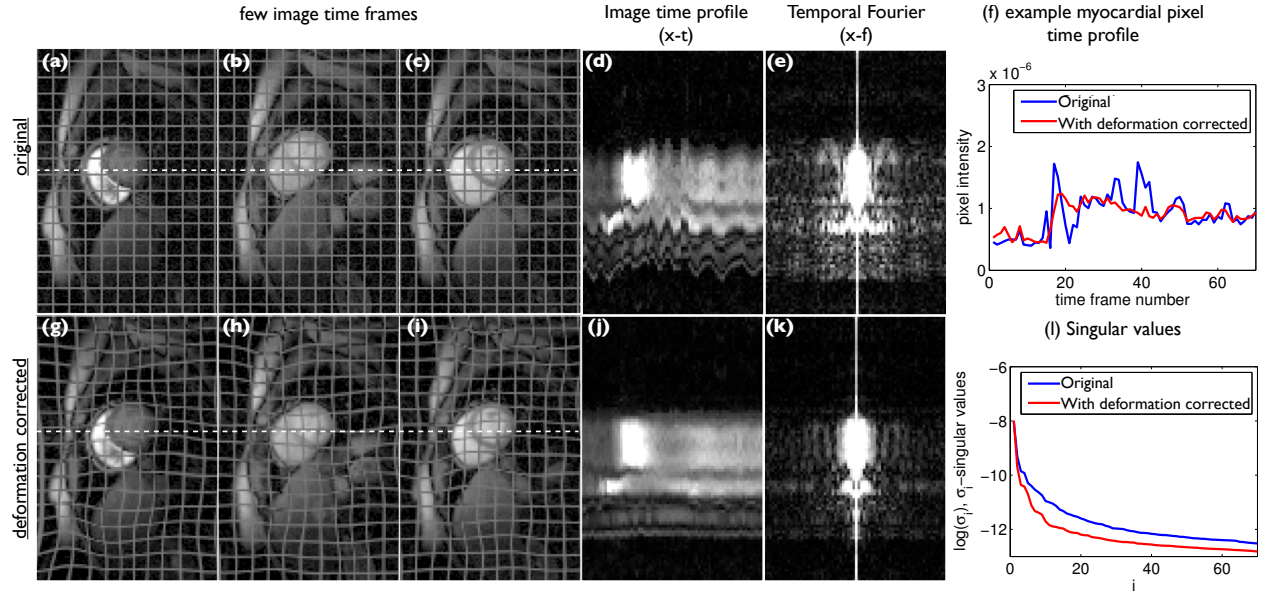 few image time frames
Image time profile
(x-t)
Temporal Fourier
(x-f)
(f) example myocardial pixel
time profile
original
(a)
(b)
(c)
(d)
(e)
x 10⁻⁶
3
2
1
0
pixel intensity
Original
With deformation corrected
0 20 40 60
time frame number
deformation corrected
(g)
(h)
(i)
(j)
(k)
(l) Singular values
−6
−8
−10
−12
log(σᵢ), σᵢ−singular values
Original
With deformation corrected
0 20 40 60
i